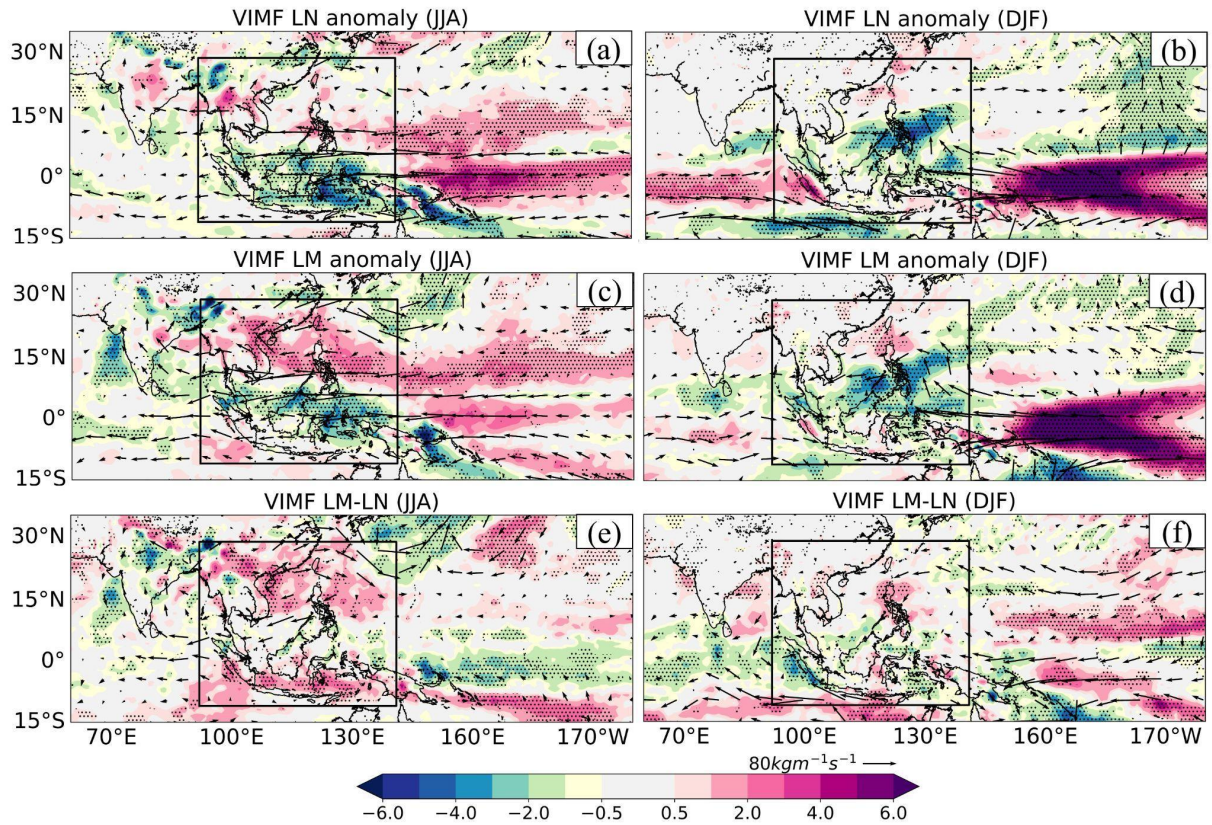 VIMF LN anomaly (JJA)
VIMF LN anomaly (DJF)
(a)
(b)
30°N
15°N
0°
15°S
VIMF LM anomaly (JJA)
VIMF LM anomaly (DJF)
(c)
(d)
30°N
15°N
0°
15°S
VIMF LM-LN (JJA)
VIMF LM-LN (DJF)
(e)
(f)
30°N
15°N
0°
15°S
70°E 100°E 130°E 160°E 170°W
70°E 100°E 130°E 160°E 170°W
80kgm⁻¹s⁻¹
−6.0 −4.0 −2.0 −0.5 0.5 2.0 4.0 6.0